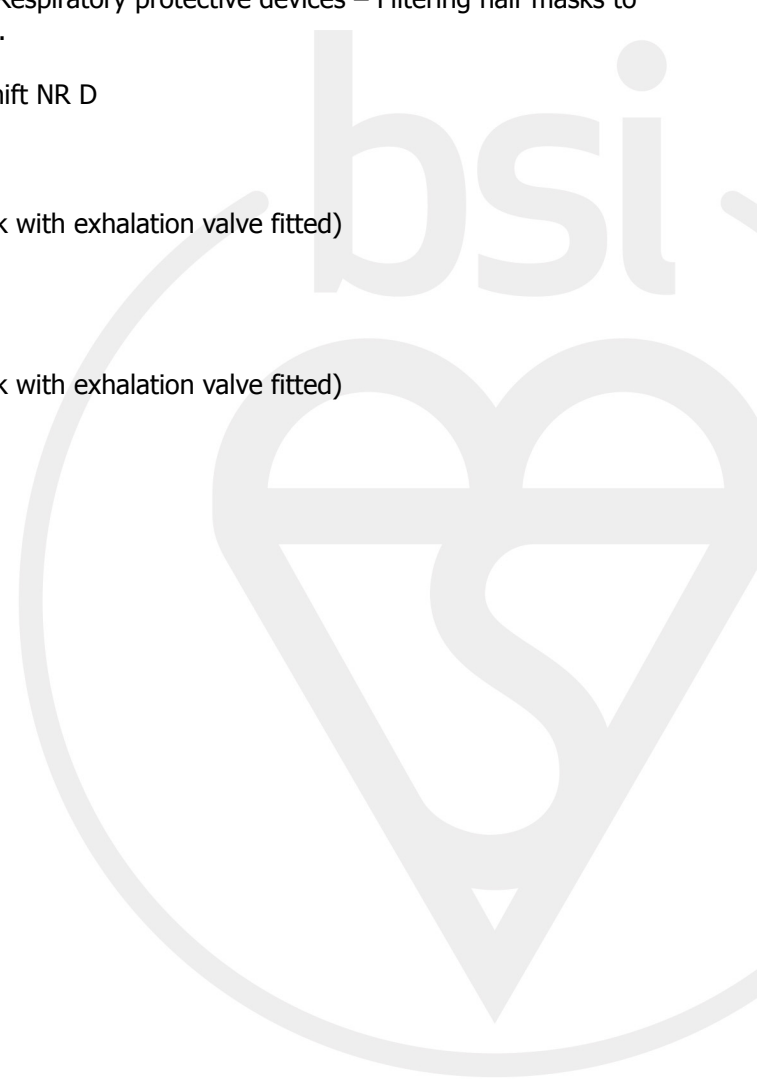 Respiratory protective devices – Filtering half masks to
.
hift NR D
k with exhalation valve fitted)
k with exhalation valve fitted)
bsi.